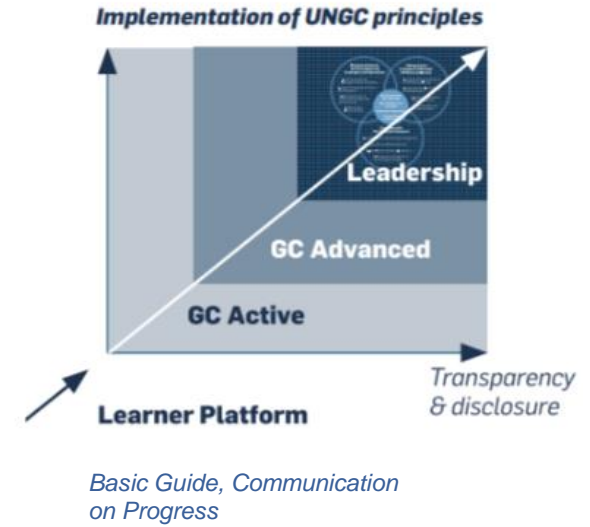 Implementation of UNGC principles
Leadership
GC Advanced
GC Active
Transparency
& disclosure
Learner Platform
Basic Guide, Communication
on Progress